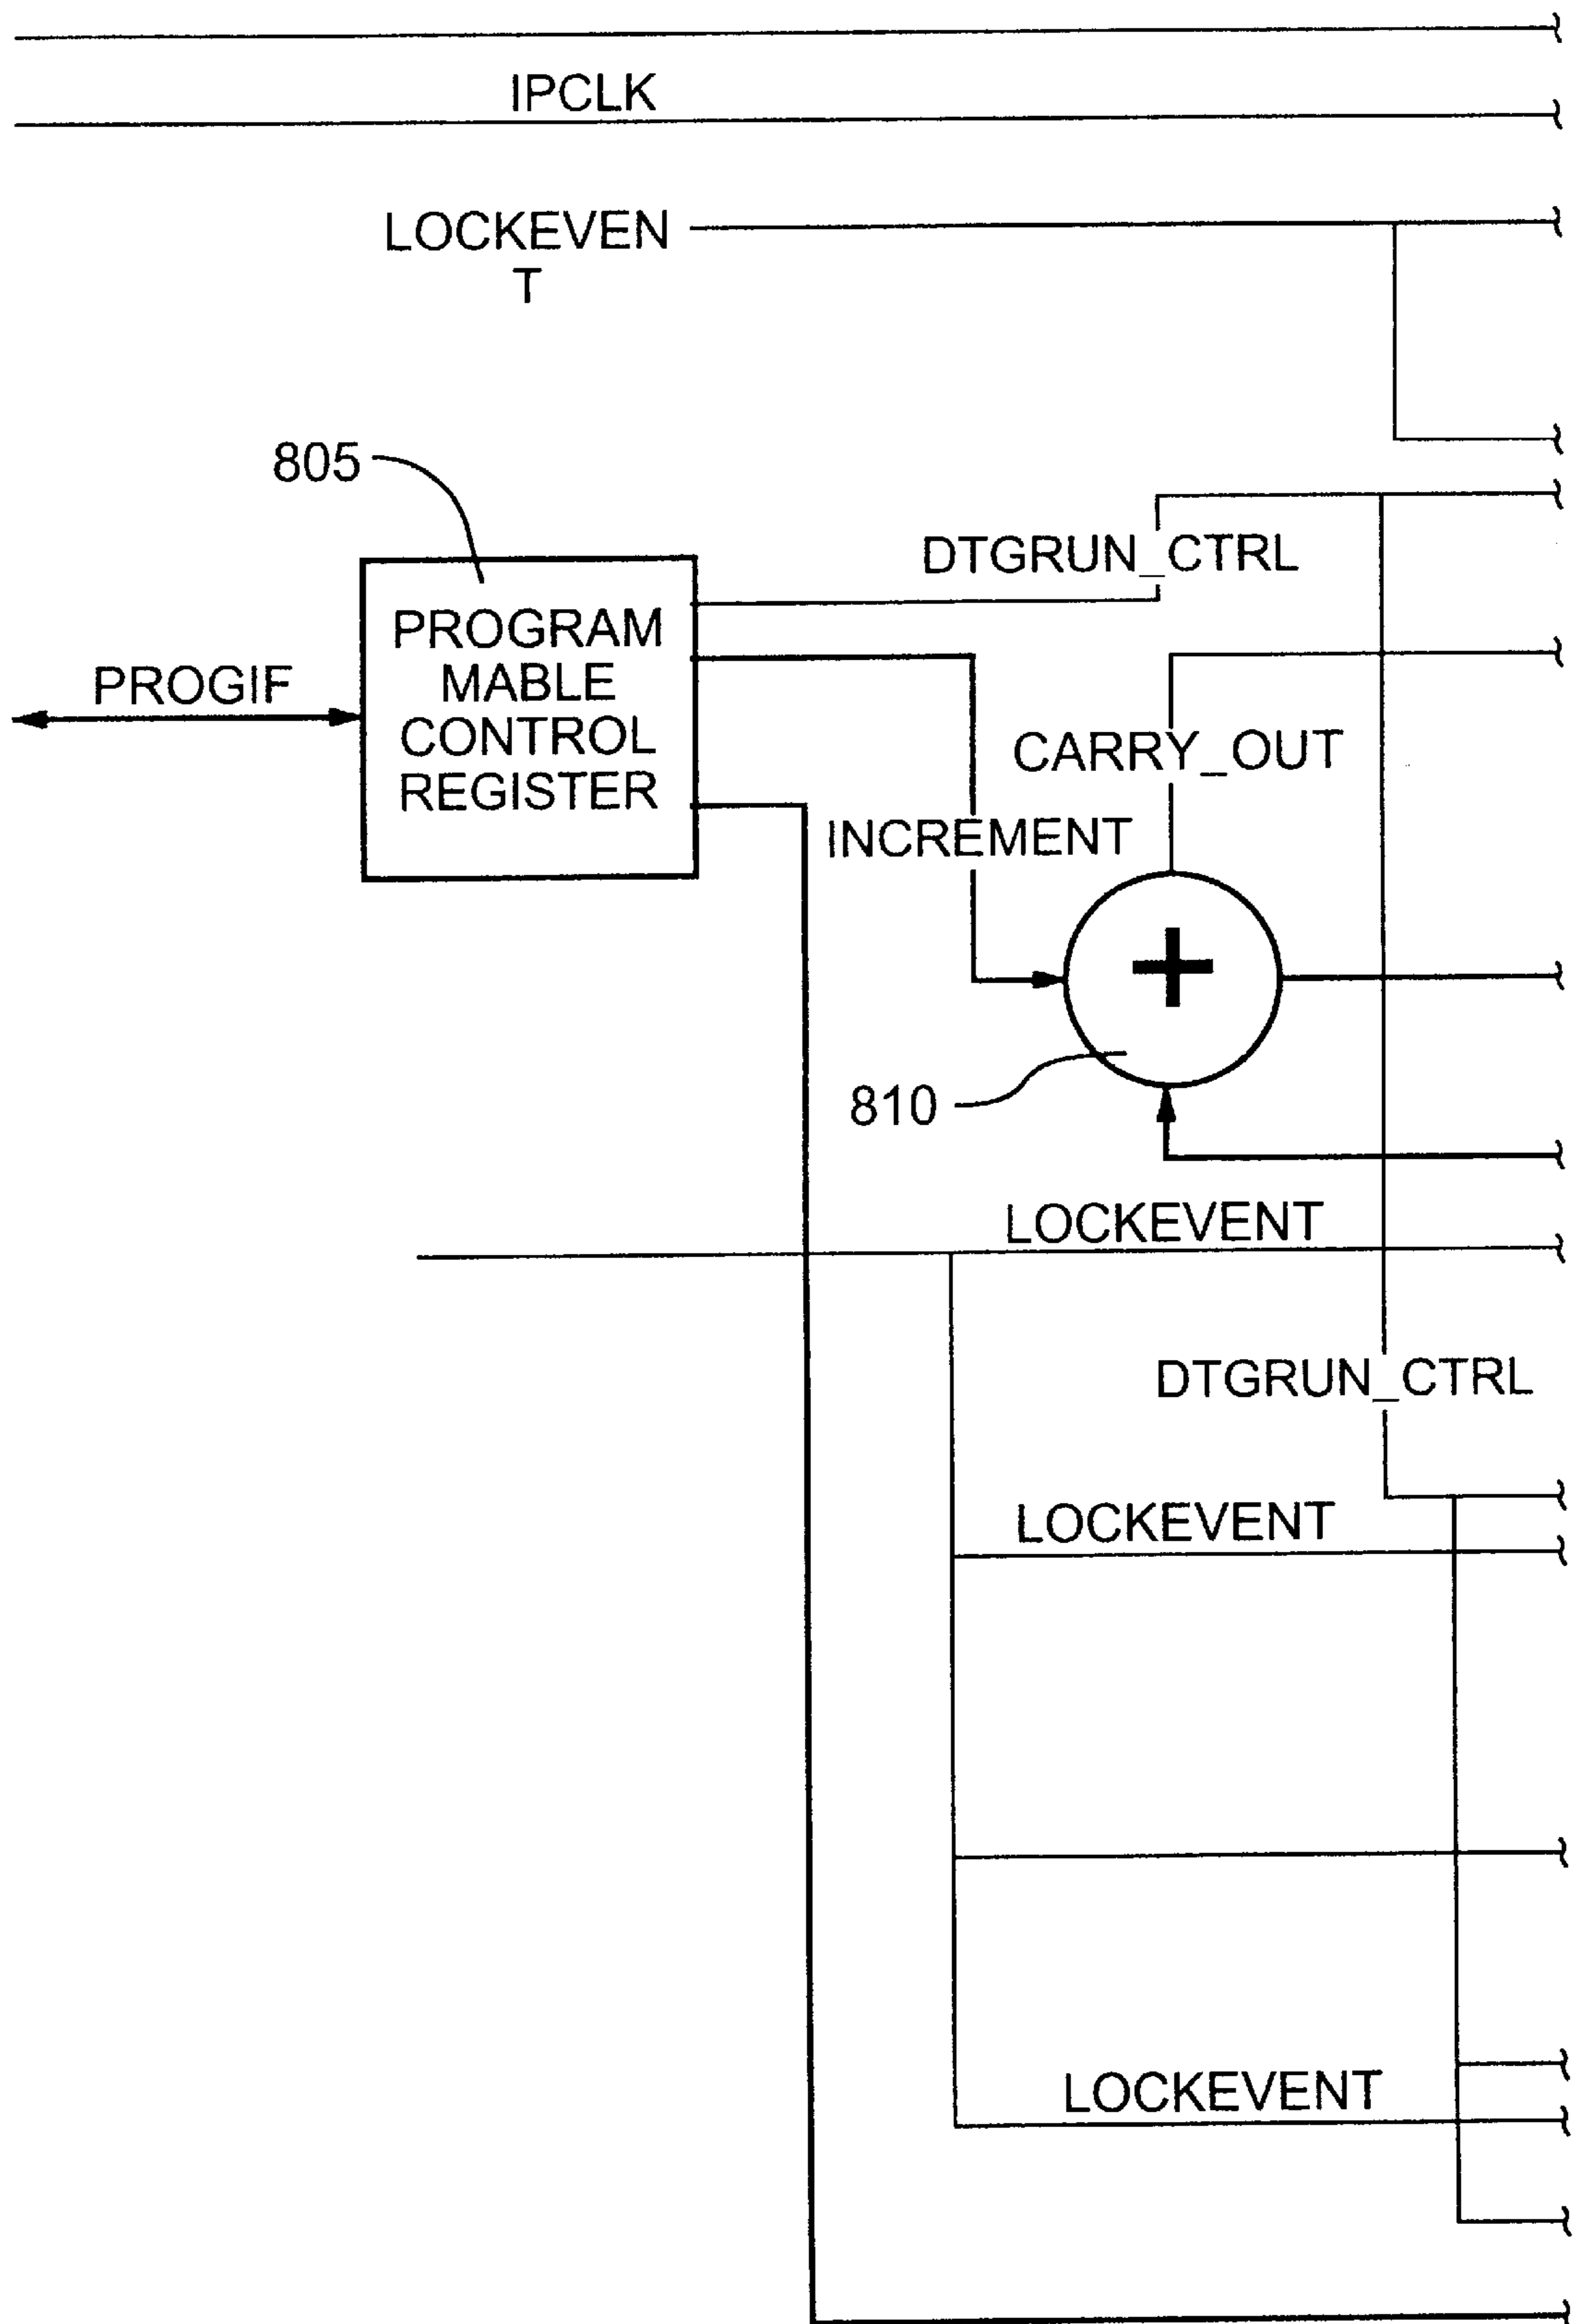 IPCLK
LOCKEVEN
T
805
DTGRUN_CTRL
PROGRAM
MABLE
CONTROL
REGISTER
PROGIF
CARRY_OUT
INCREMENT
+
810
LOCKEVENT
DTGRUN_CTRL
LOCKEVENT
LOCKEVENT